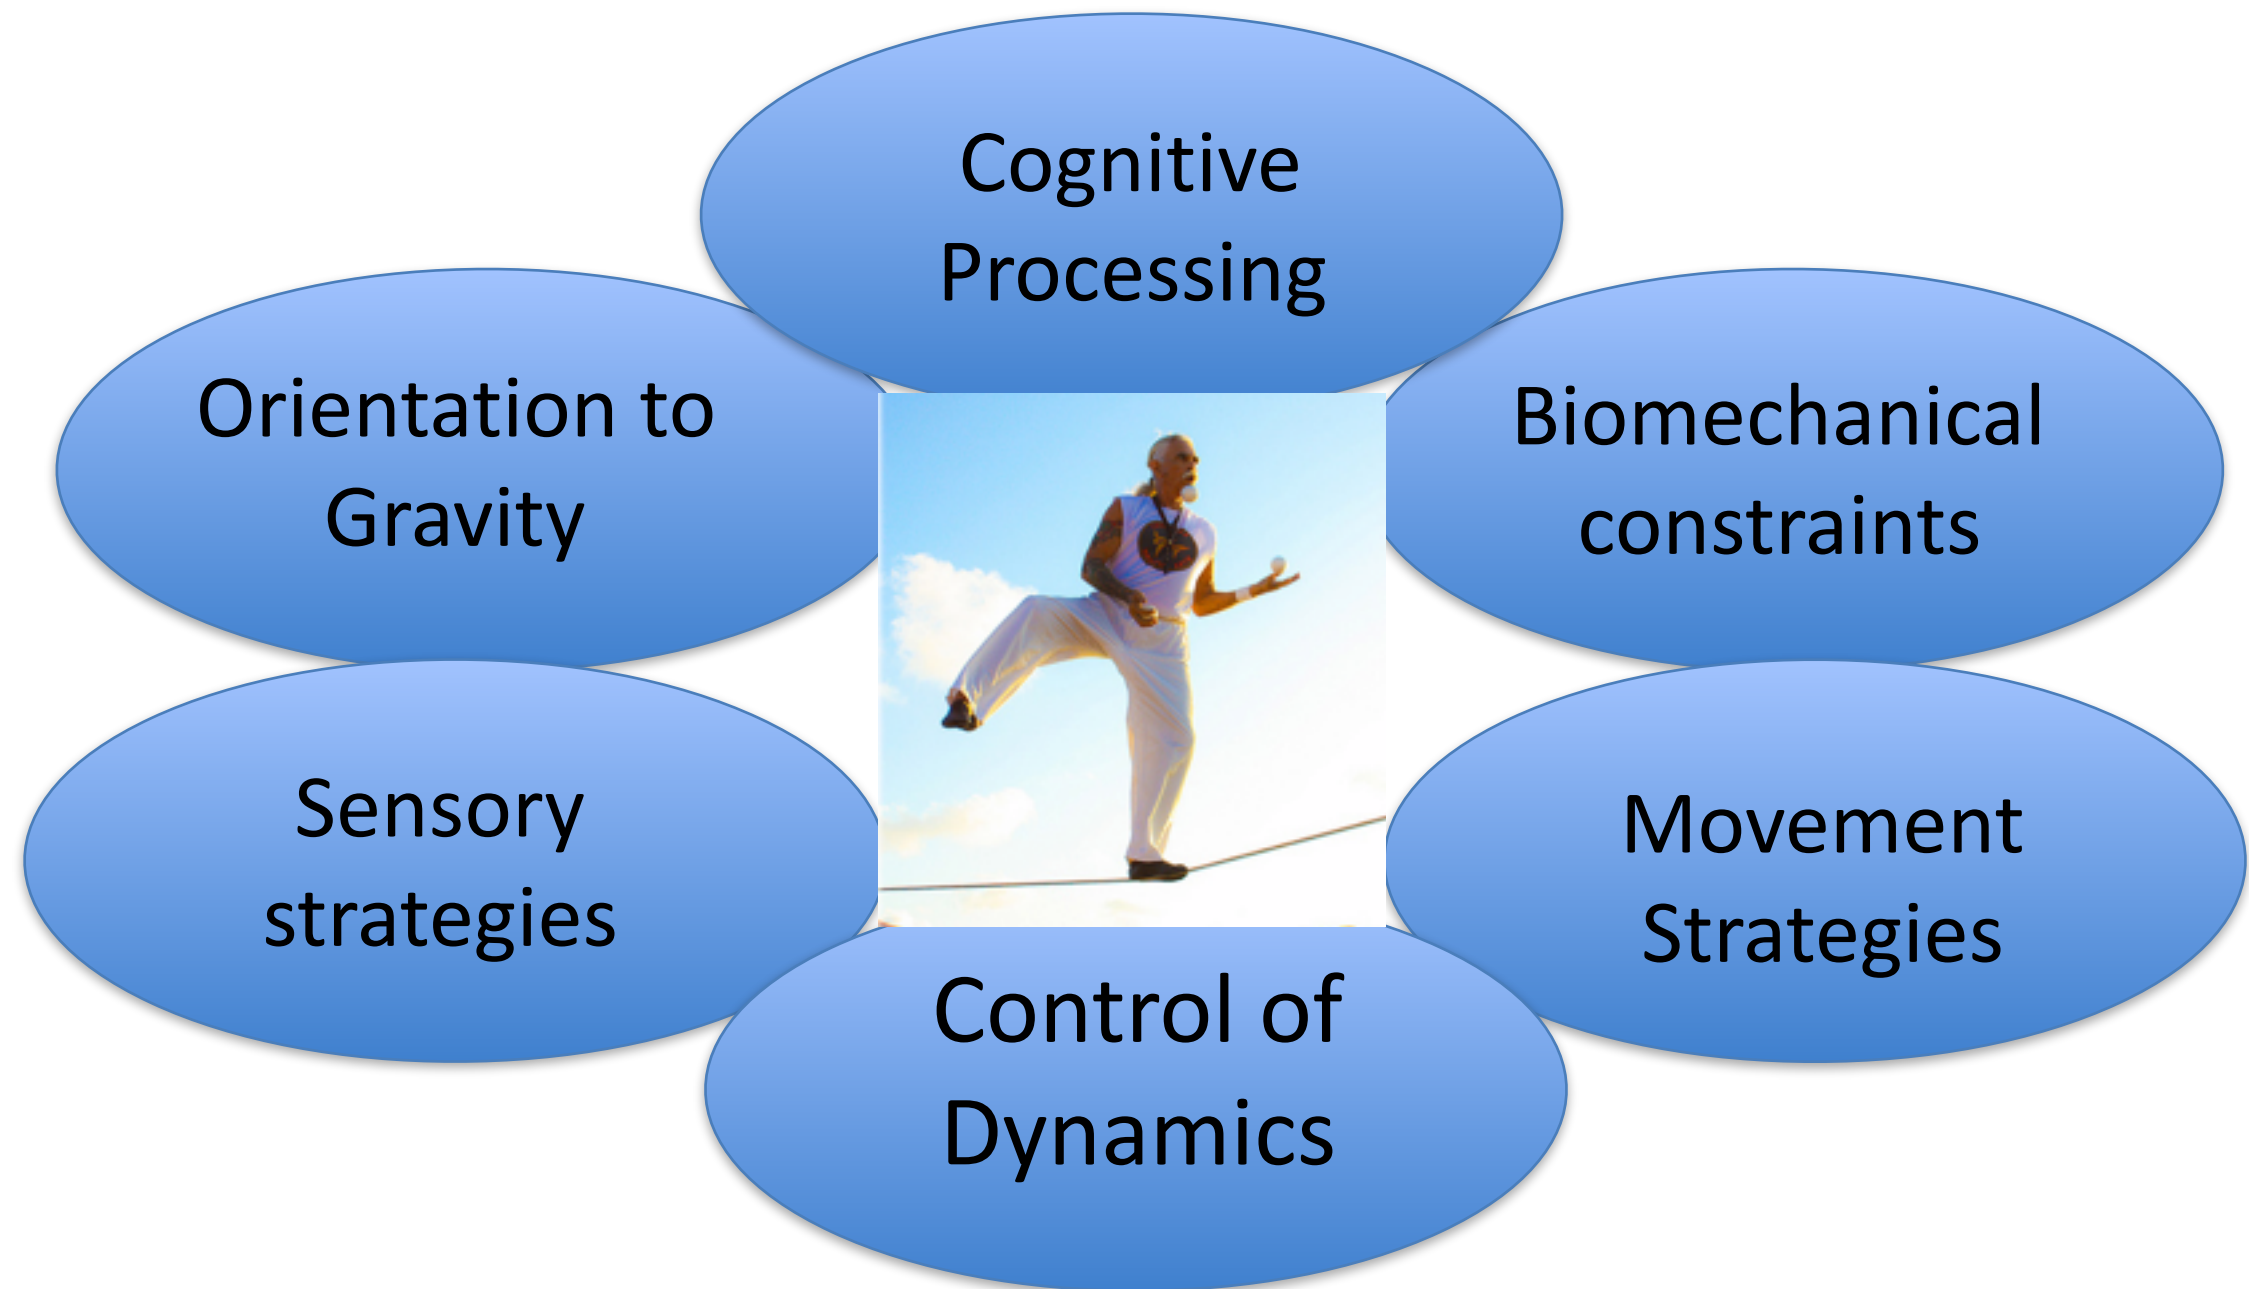 Cognitive
Processing
Orientation to
Gravity
Biomechanical
constraints
Sensory
strategies
Movement
Strategies
Control of
Dynamics